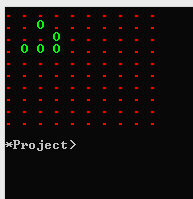 . . . . . . . . . .
. . O . . . . . . .
. . . O . . . . . .
. O O O . . . . . .
. . . . . . . . . .
. . . . . . . . . .
. . . . . . . . . .
. . . . . . . . . .
. . . . . . . . . .
. . . . . . . . . .
*Project>